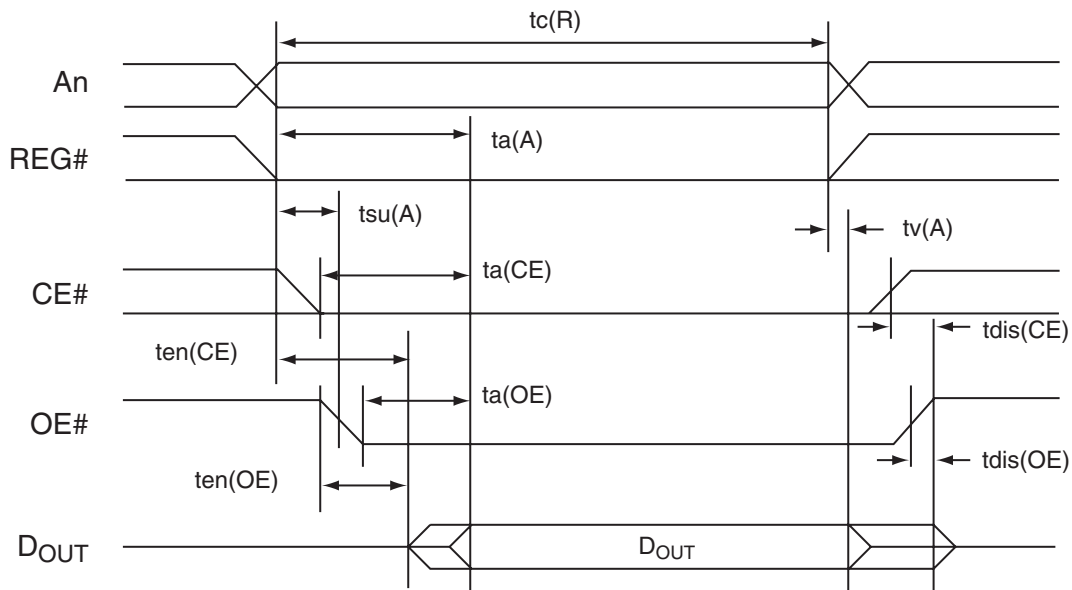 tc(R)
An
ta(A)
REG#
tsu(A)
tv(A)
ta(CE)
CE#
tdis(CE)
ten(CE)
ta(OE)
OE#
tdis(OE)
ten(OE)
DOUT
DOUT